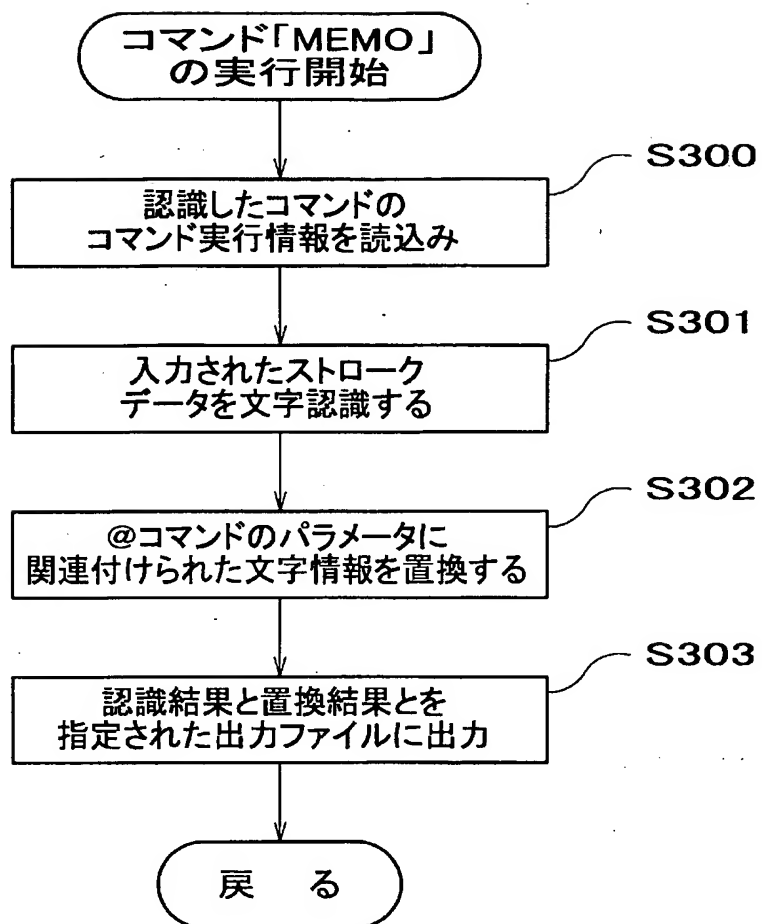 コマンド「MEMO」
の実行開始
S300
認識したコマンドの
コマンド実行情報を読込み
S301
入力されたストローク
データを文字認識する
S302
@コマンドのパラメータに
関連付けられた文字情報を置換する
S303
認識結果と置換結果とを
指定された出力ファイルに出力
戻 る